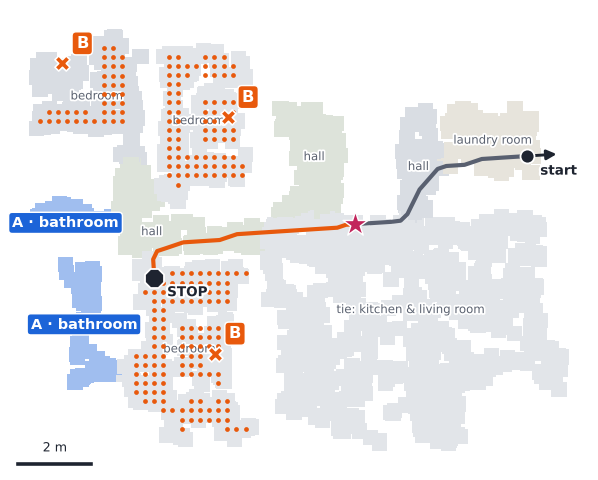 B
bedroom
B
bedroom
hall
hall
laundry room
start
A · bathroom
hall
STOP
A · bathroom
tie: kitchen & living room
B
bedroom
2 m